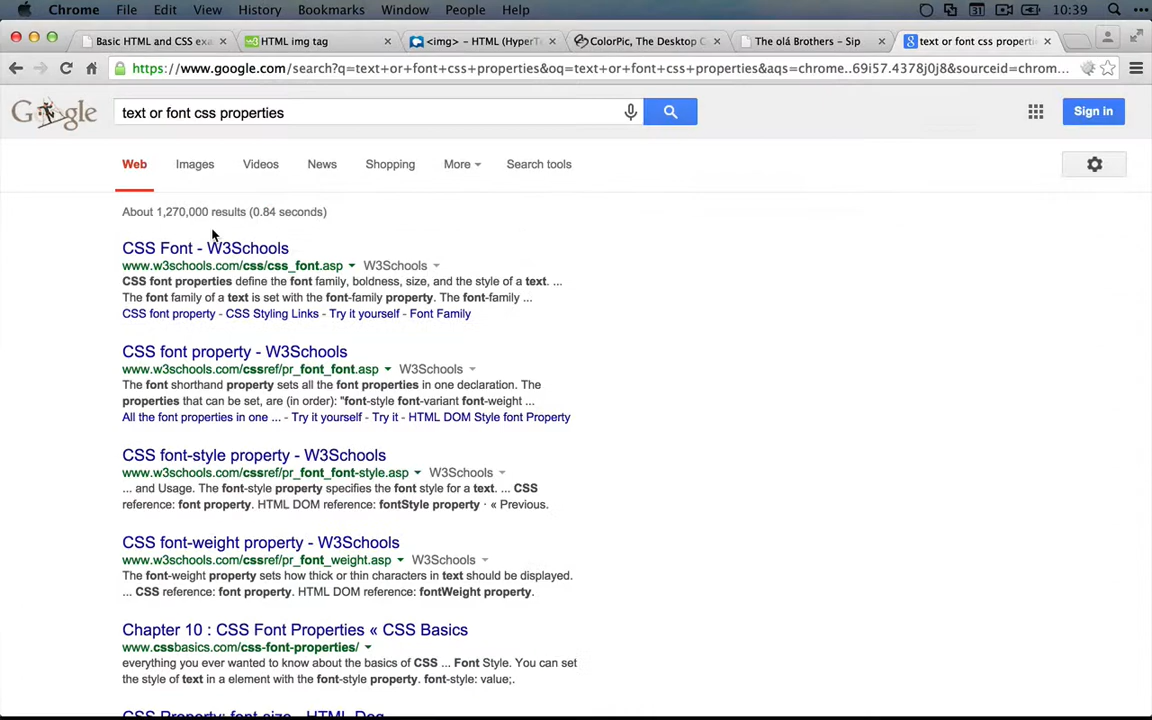 Chrome File Edit View History Bookmarks Window People Help 31 10:39
Basic HTML and CSS exa × HTML img tag × <img> - HTML (HyperTe × ColorPic, The Desktop C × The olá Brothers - Sip × text or font css properti ×
https://www.google.com/search?q=text+or+font+css+properties&oq=text+or+font+css+properties&aqs=chrome..69i57.4378j0j8&sourceid=chrom...
Google text or font css properties Sign in
Web Images Videos News Shopping More Search tools
About 1,270,000 results (0.84 seconds)
CSS Font - W3Schools
www.w3schools.com/css/css_font.asp W3Schools
CSS font properties define the font family, boldness, size, and the style of a text. ...
The font family of a text is set with the font-family property. The font-family ...
CSS font property - CSS Styling Links - Try it yourself - Font Family
CSS font property - W3Schools
www.w3schools.com/cssref/pr_font_font.asp W3Schools
The font shorthand property sets all the font properties in one declaration. The
properties that can be set, are (in order): "font-style font-variant font-weight ...
All the font properties in one ... - Try it yourself - Try it - HTML DOM Style font Property
CSS font-style property - W3Schools
www.w3schools.com/cssref/pr_font_font-style.asp W3Schools
... and Usage. The font-style property specifies the font style for a text. ... CSS
reference: font property. HTML DOM reference: fontStyle property · « Previous.
CSS font-weight property - W3Schools
www.w3schools.com/cssref/pr_font_weight.asp W3Schools
The font-weight property sets how thick or thin characters in text should be displayed.
... CSS reference: font property. HTML DOM reference: fontWeight property.
Chapter 10 : CSS Font Properties « CSS Basics
www.cssbasics.com/css-font-properties/
everything you ever wanted to know about the basics of CSS ... Font Style. You can set
the style of text in a element with the font-style property. font-style: value;.
CSS Property: font-size - HTML Dog